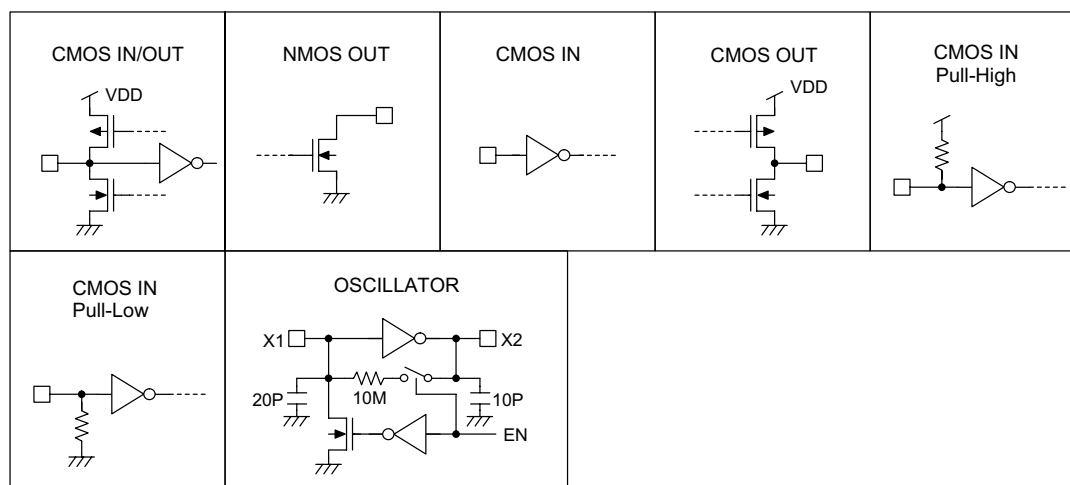 CMOS IN/OUT
VDD
NMOS OUT
CMOS IN
CMOS OUT
VDD
CMOS IN
Pull-High
CMOS IN
Pull-Low
OSCILLATOR
X1
X2
20P
10M
10P
EN